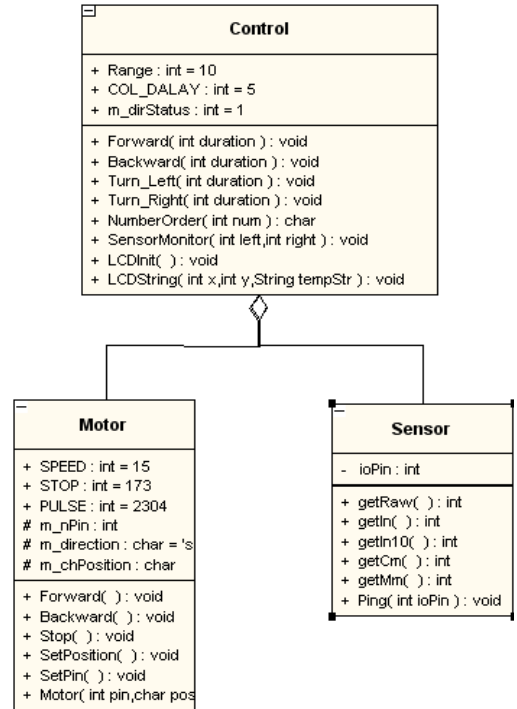 Control
+ Range : int = 10
+ COL_DALAY : int = 5
+ m_dirStatus : int = 1
+ Forward( int duration ) : void
+ Backward( int duration ) : void
+ Turn_Left( int duration ) : void
+ Turn_Right( int duration ) : void
+ NumberOrder( int num ) : char
+ SensorMonitor( int left,int right ) : void
+ LCDInit( ) : void
+ LCDString( int x,int y,String tempStr ) : void
Motor
+ SPEED : int = 15
+ STOP : int = 173
+ PULSE : int = 2304
# m_nPin : int
# m_direction : char = 's
# m_chPosition : char
+ Forward( ) : void
+ Backward( ) : void
+ Stop( ) : void
+ SetPosition( ) : void
+ SetPin( ) : void
+ Motor( int pin,char pos
Sensor
- ioPin : int
+ getRaw( ) : int
+ getIn( ) : int
+ getIn10( ) : int
+ getCm( ) : int
+ getMm( ) : int
+ Ping( int ioPin ) : void